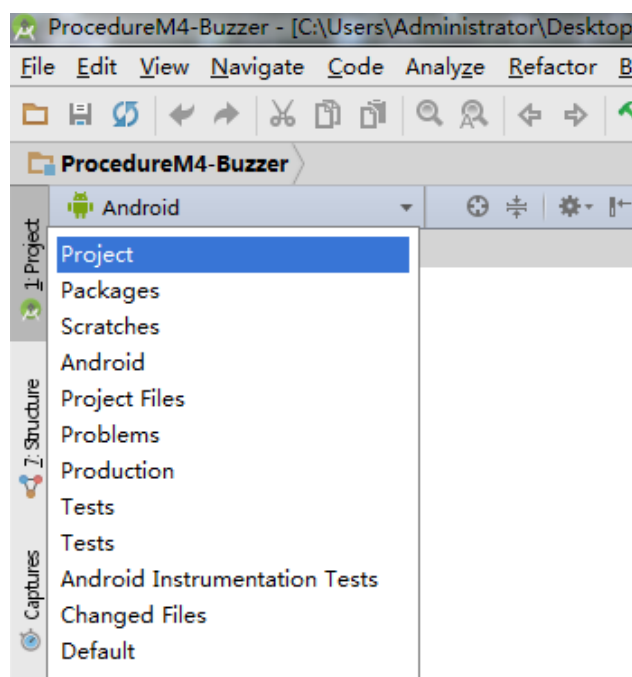 ProcedureM4-Buzzer - [C:\Users\Administrator\Desktop
File Edit View Navigate Code Analyze Refactor B
ProcedureM4-Buzzer
Android
Project
Packages
Scratches
Android
Project Files
Problems
Production
Tests
Tests
Android Instrumentation Tests
Changed Files
Default
1: Project
7: Structure
Captures